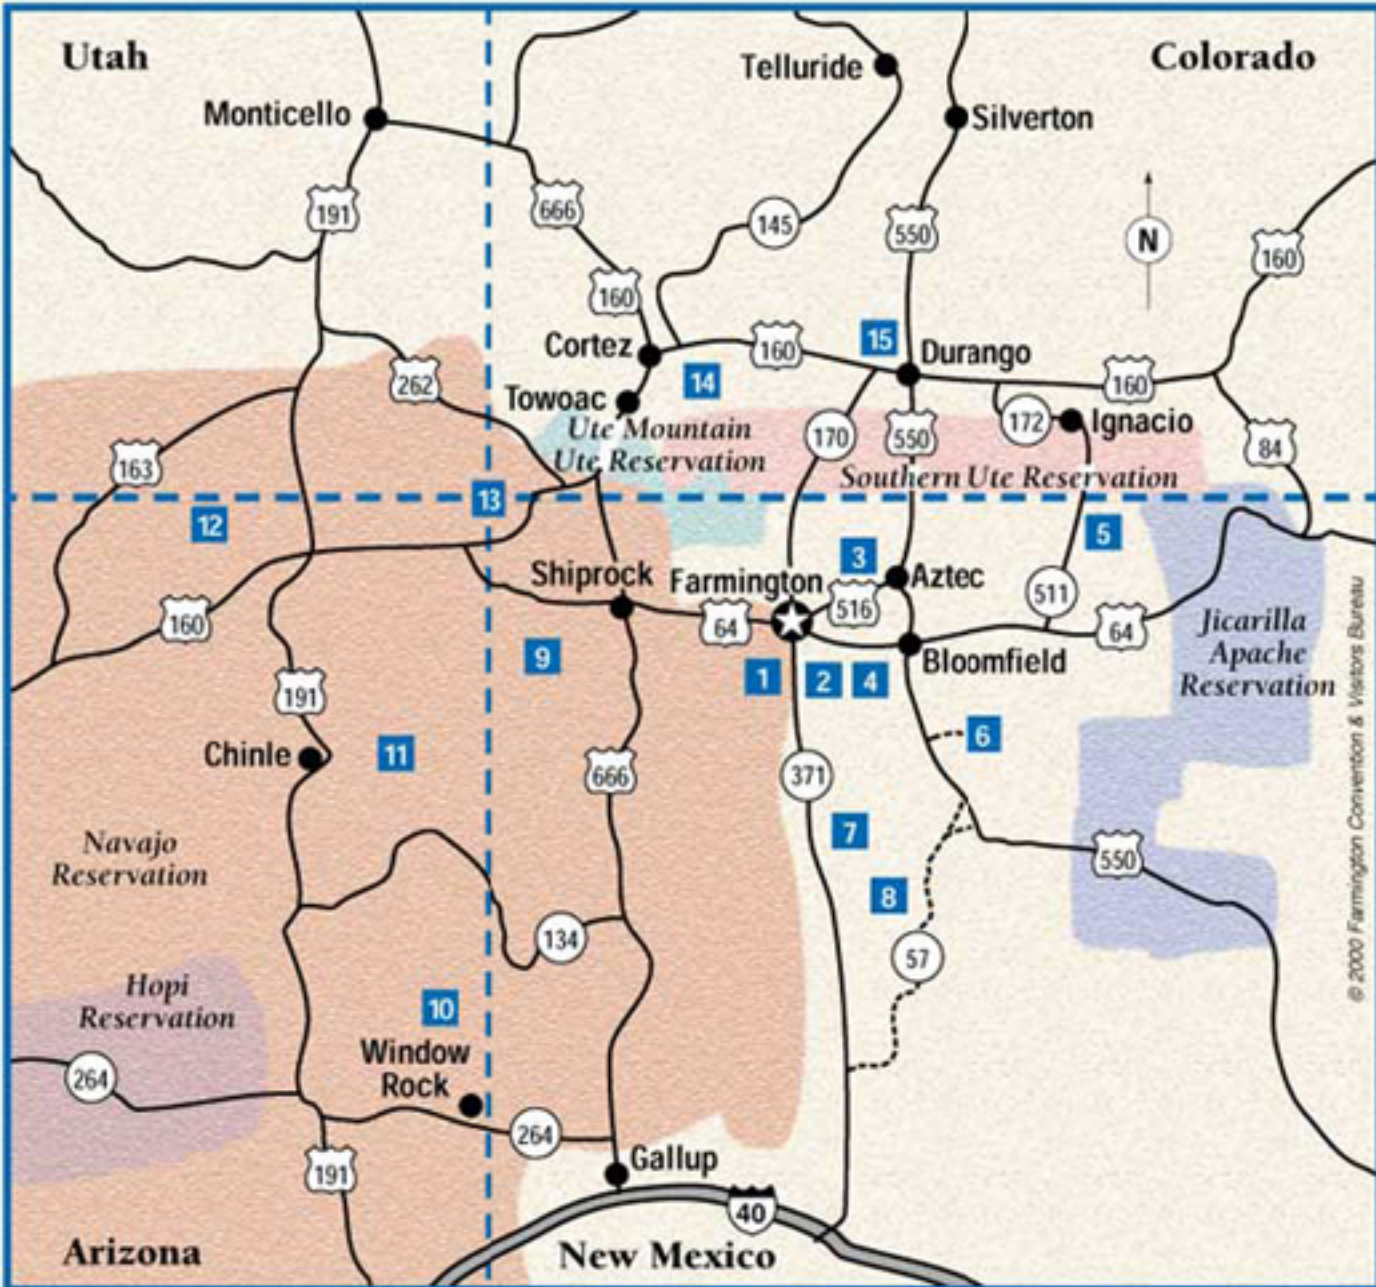 Utah
Colorado
Telluride
Monticello
Silverton
191
666
145
550
N
160
160
Cortez
160
15
Durango
262
14
160
Towoac
Ute Mountain
Ute Reservation
170
550
172
Ignacio
163
84
Southern Ute Reservation
12
13
5
Shiprock
Farmington
3
Aztec
160
64
516
511
64
Jicarilla
Apache
Reservation
9
1
2
4
Bloomfield
191
6
Chinle
11
666
371
7
Navajo
Reservation
8
550
134
57
Hopi
Reservation
10
Window
Rock
264
264
191
Gallup
40
Arizona
New Mexico
© 2000 Farmington Convention & Visitors Bureau